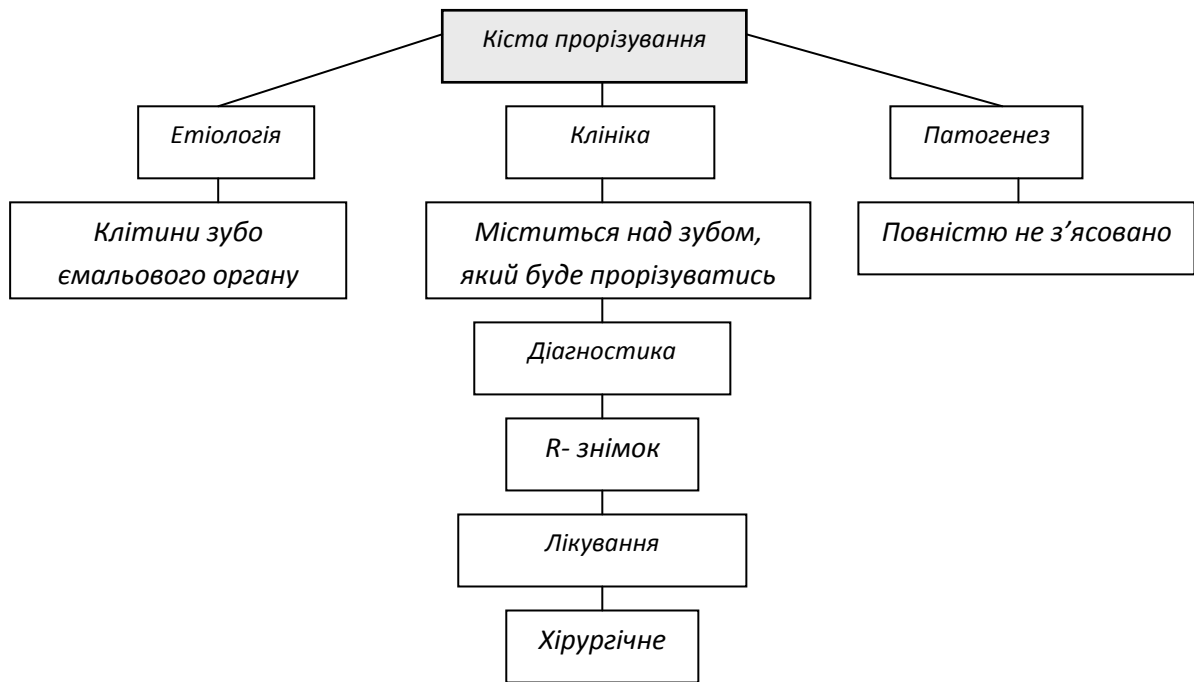 Кіста прорізування
Етіологія
Клініка
Патогенез
Клітини зубо
ємальового органу
Міститься над зубом,
який буде прорізуватись
Повністю не з’ясовано
Діагностика
R- знімок
Лікування
Хірургічне